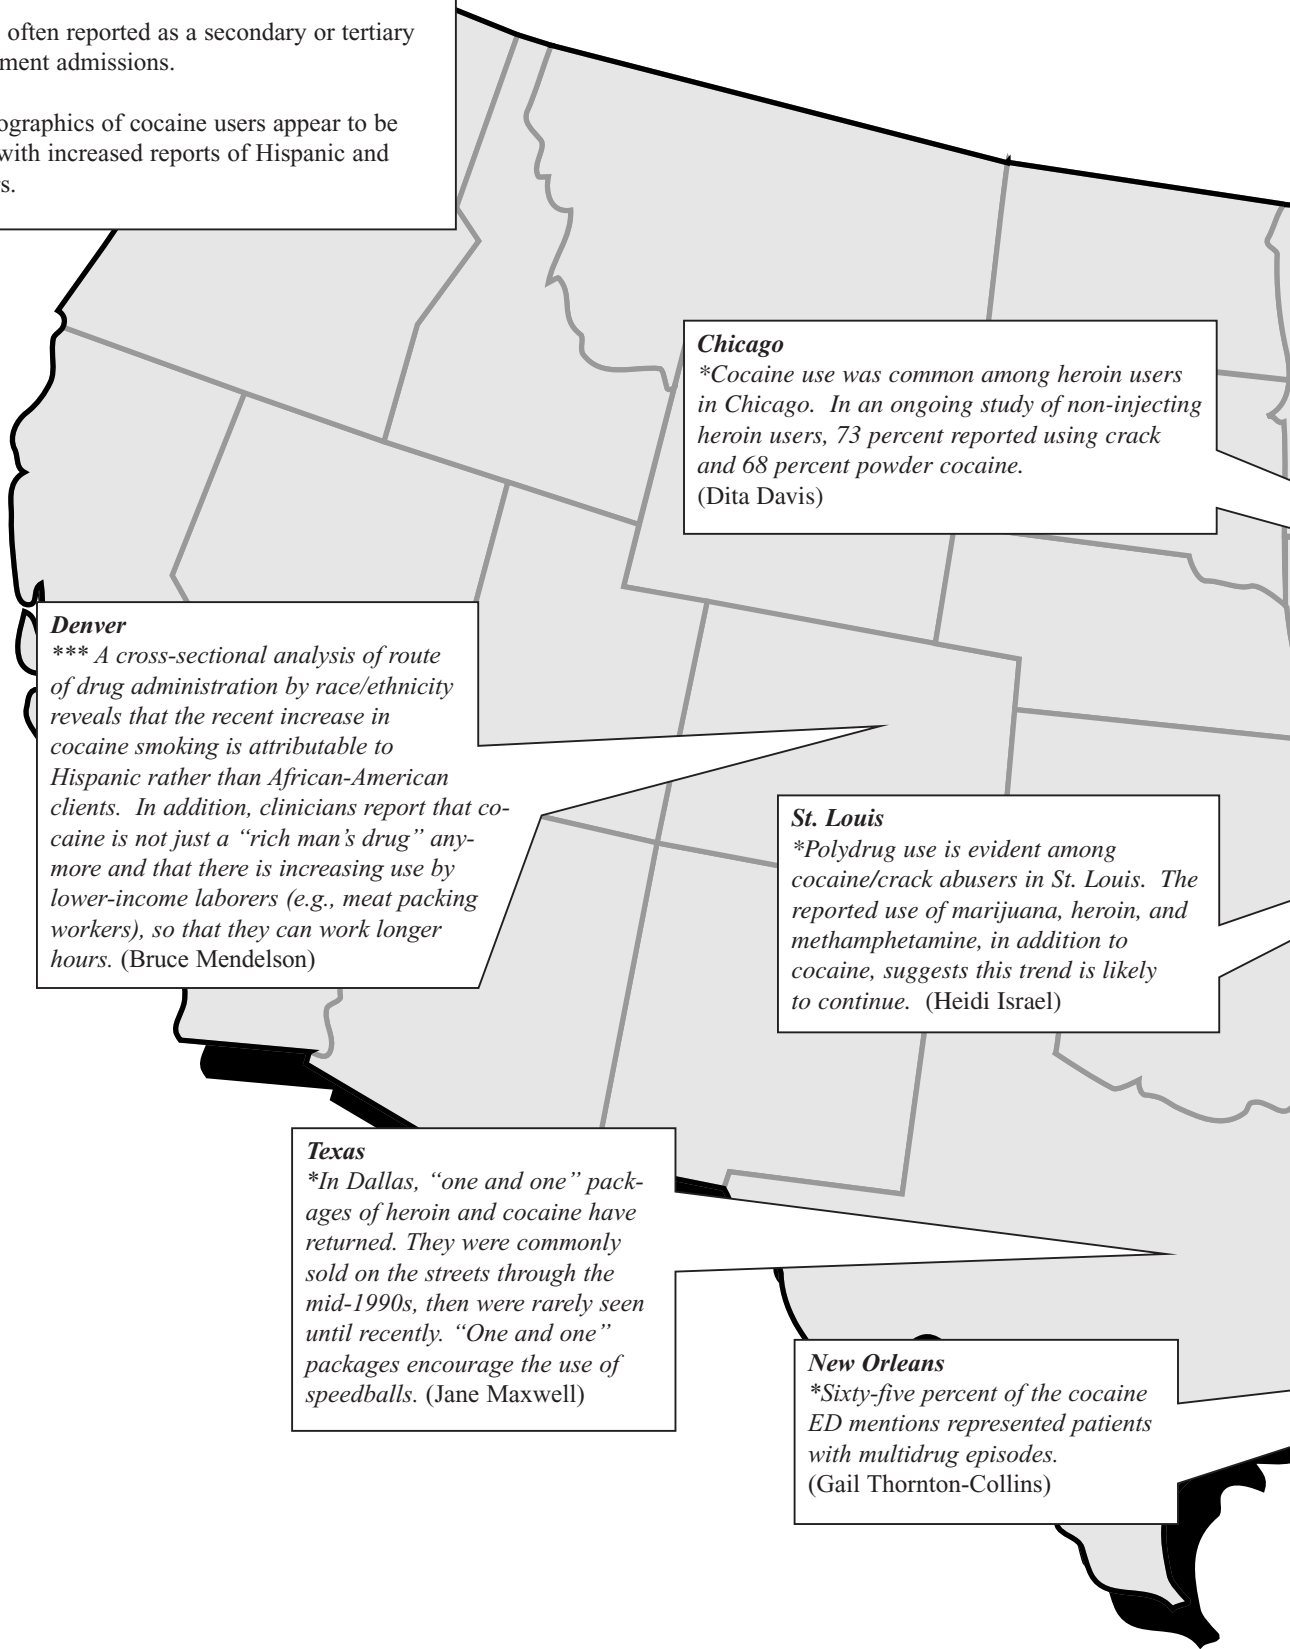 often reported as a secondary or tertiary
ment admissions.
ographics of cocaine users appear to be
with increased reports of Hispanic and
s.
Chicago
*Cocaine use was common among heroin users
in Chicago. In an ongoing study of non-injecting
heroin users, 73 percent reported using crack
and 68 percent powder cocaine.
(Dita Davis)
Denver
*** A cross-sectional analysis of route
of drug administration by race/ethnicity
reveals that the recent increase in
cocaine smoking is attributable to
Hispanic rather than African-American
clients. In addition, clinicians report that co-
caine is not just a “rich man’s drug” any-
more and that there is increasing use by
lower-income laborers (e.g., meat packing
workers), so that they can work longer
hours. (Bruce Mendelson)
St. Louis
*Polydrug use is evident among
cocaine/crack abusers in St. Louis. The
reported use of marijuana, heroin, and
methamphetamine, in addition to
cocaine, suggests this trend is likely
to continue. (Heidi Israel)
Texas
*In Dallas, “one and one” pack-
ages of heroin and cocaine have
returned. They were commonly
sold on the streets through the
mid-1990s, then were rarely seen
until recently. “One and one”
packages encourage the use of
speedballs. (Jane Maxwell)
New Orleans
*Sixty-five percent of the cocaine
ED mentions represented patients
with multidrug episodes.
(Gail Thornton-Collins)